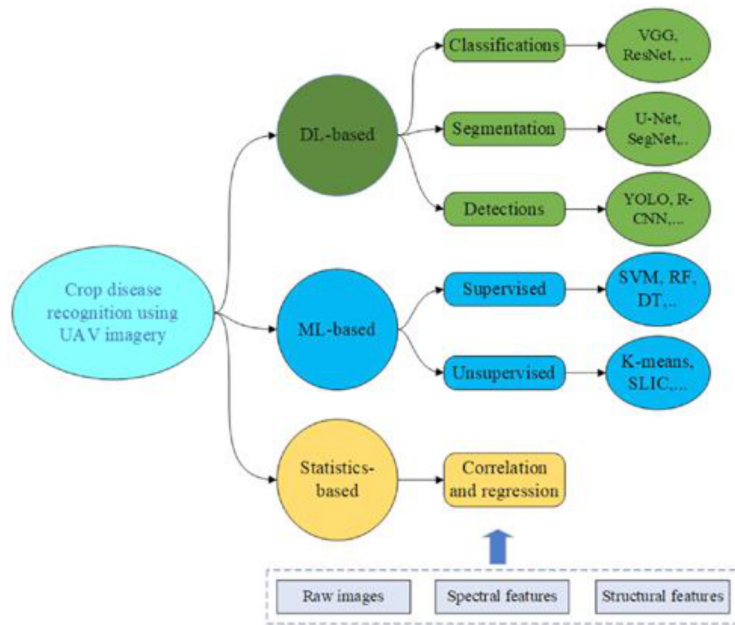 Crop disease
recognition using
UAV imagery
DL-based
Classifications
VGG,
ResNet, ,..
Segmentation
U-Net,
SegNet,..
Detections
YOLO, R-
CNN,...
ML-based
Supervised
SVM, RF,
DT,..
Unsupervised
K-means,
SLIC,...
Statistics-
based
Correlation
and regression
Raw images
Spectral features
Structural features